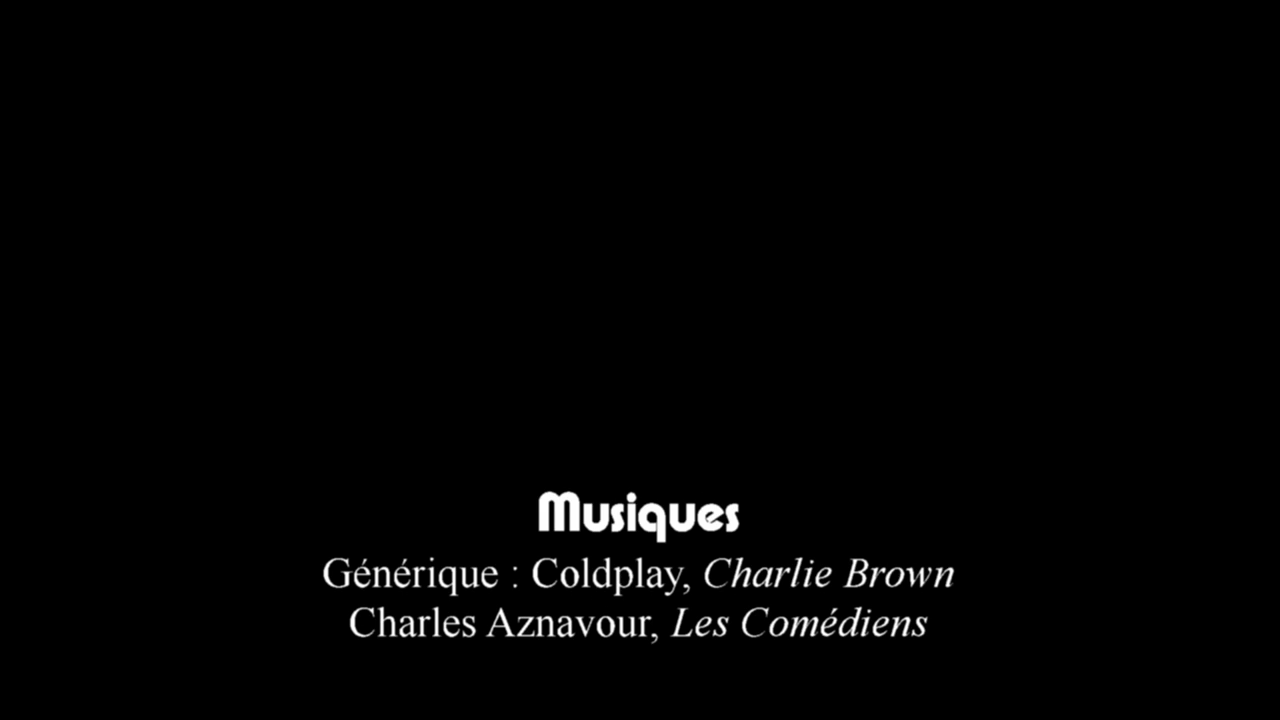 Musiques
Générique : Coldplay, Charlie Brown
Charles Aznavour, Les Comédiens